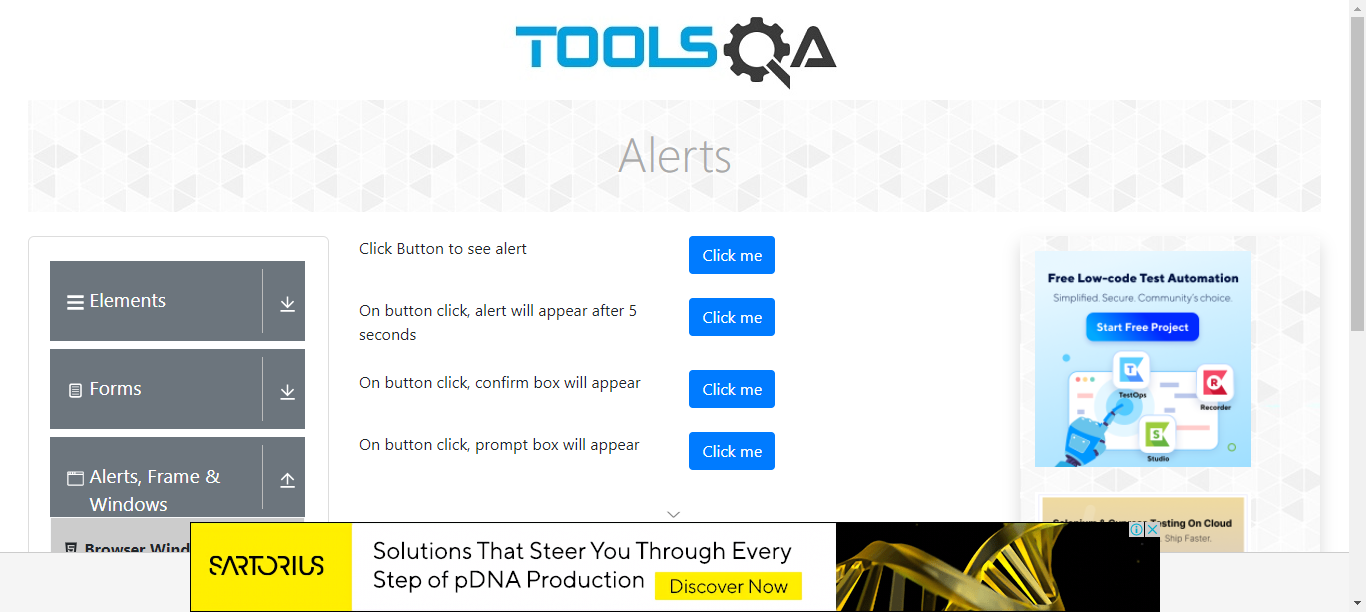 TOOLSQA
Alerts
Elements
Forms
Alerts, Frame &
Windows
Click Button to see alert
Click me
On button click, alert will appear after 5
seconds
Click me
On button click, confirm box will appear
Click me
On button click, prompt box will appear
Click me
Free Low-code Test Automation
Simplified. Secure. Community's choice.
Start Free Project
TestOps
R
Recorder
S
Studio
Testing On Cloud
Ship Faster.
Browser Wind
SARTORIUS
Solutions That Steer You Through Every
Step of pDNA Production
Discover Now